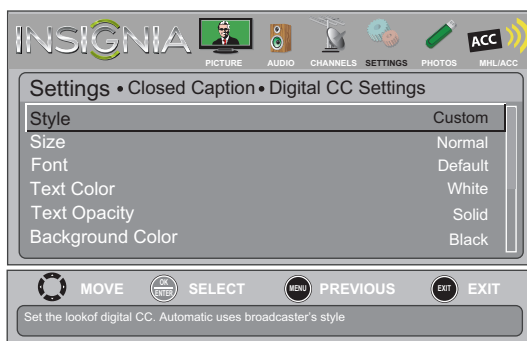 INSIGNIA
PICTURE AUDIO CHANNELS SETTINGS PHOTOS MHL/ACC
ACC
Settings • Closed Caption • Digital CC Settings
Style Custom
Size Normal
Font Default
Text Color White
Text Opacity Solid
Background Color Black
MOVE OK ENTER SELECT MENU PREVIOUS EXIT EXIT
Set the lookof digital CC. Automatic uses broadcaster's style